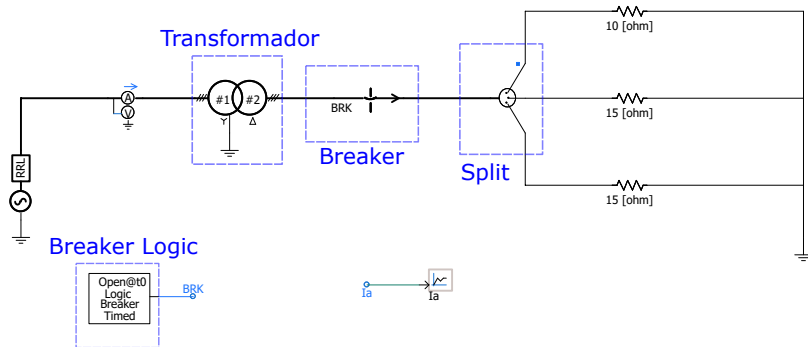 10 [ohm]
Transformador
A
V
#1
#2
BRK
Breaker
Split
15 [ohm]
15 [ohm]
RRL
Breaker Logic
Open@t0
Logic
Breaker
Timed
BRK
Ia
Ia